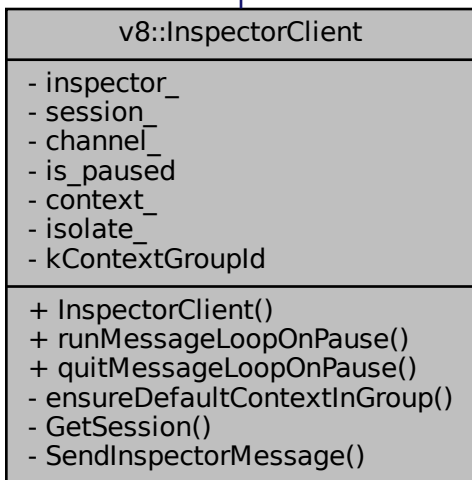 v8::InspectorClient
- inspector_
- session_
- channel_
- is_paused
- context_
- isolate_
- kContextGroupId
+ InspectorClient()
+ runMessageLoopOnPause()
+ quitMessageLoopOnPause()
- ensureDefaultContextInGroup()
- GetSession()
- SendInspectorMessage()